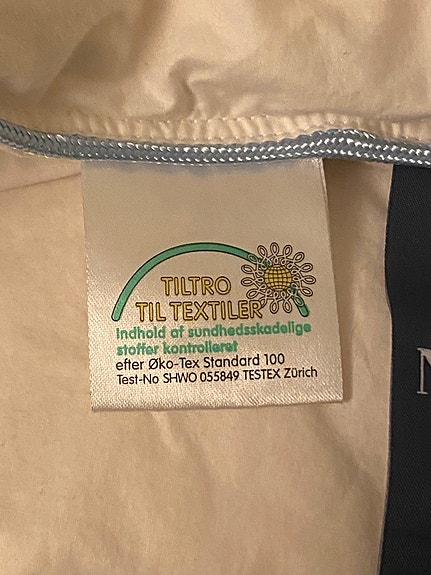 TILTRO
TIL TEXTILER
Indhold af sundhedsskadelige
stoffer kontrolleret
efter Øko-Tex Standard 100
Test-No SHWO 055849 TESTEX Zürich